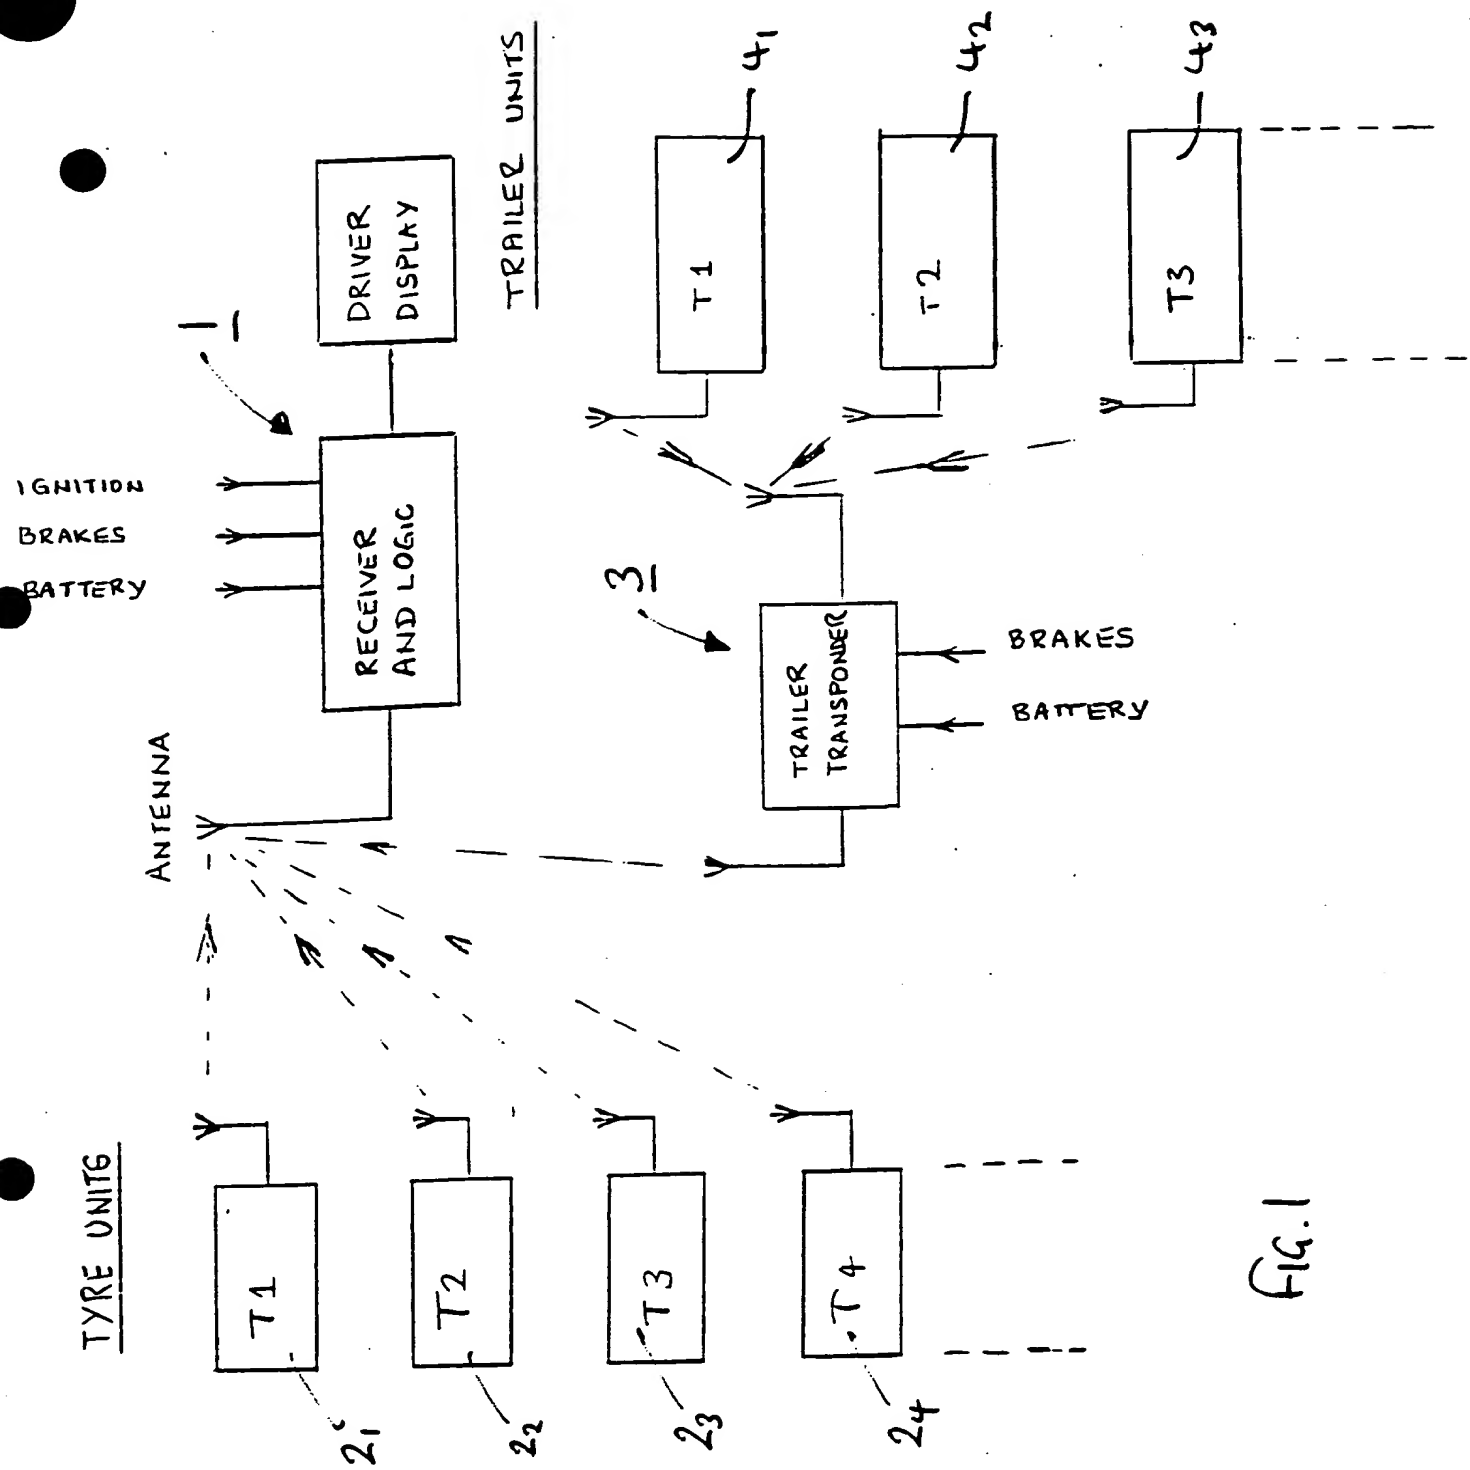 TYRE UNITS
T1
T2
T3
T4
2₁
2₂
2₃
2₄
ANTENNA
IGNITION
BRAKES
BATTERY
1
RECEIVER
AND LOGIC
DRIVER
DISPLAY
TRAILER UNITS
T1
T2
T3
4₁
4₂
4₃
3
TRAILER
TRANSPONDER
BRAKES
BATTERY
FIG.1